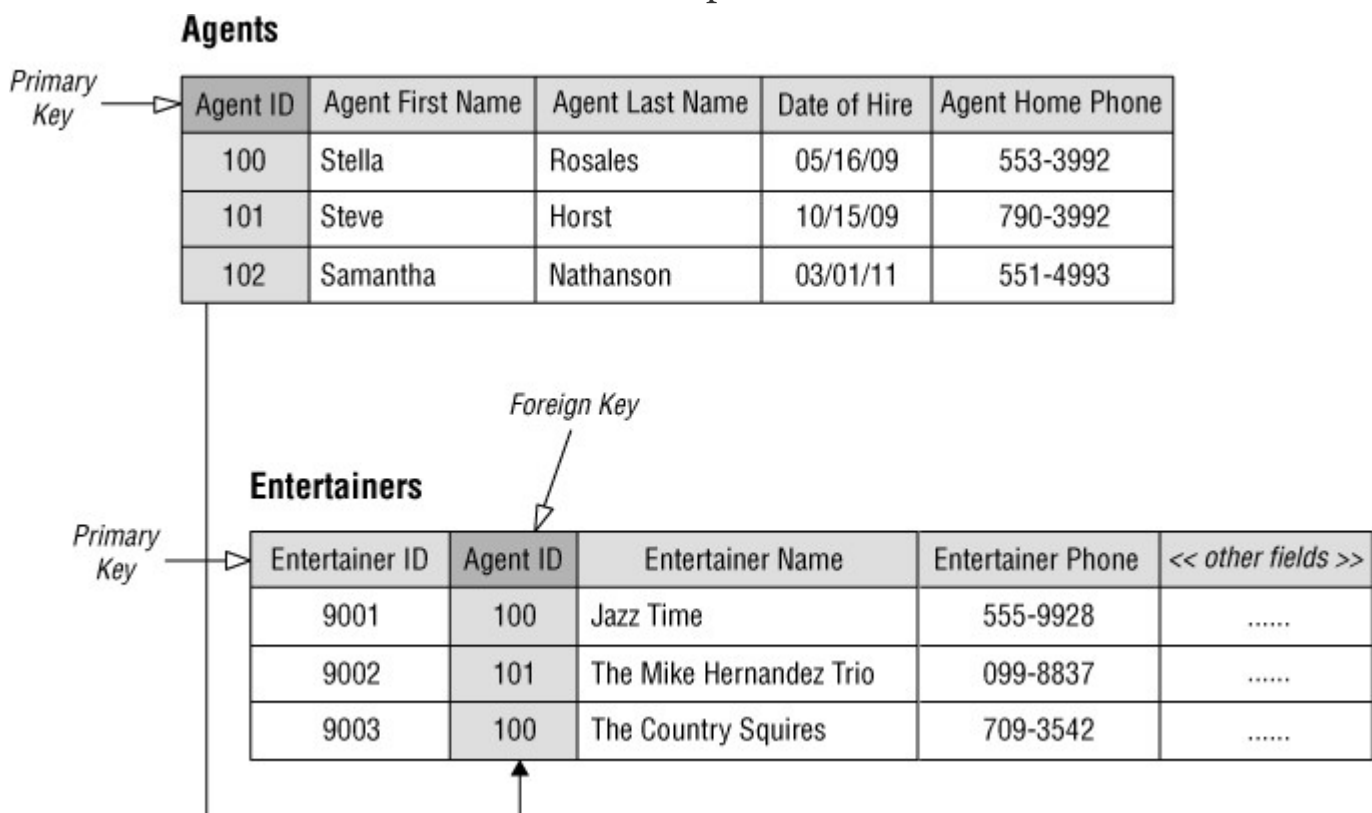 Agents
Primary Key
Agent ID Agent First Name Agent Last Name Date of Hire Agent Home Phone
100 Stella Rosales 05/16/09 553-3992
101 Steve Horst 10/15/09 790-3992
102 Samantha Nathanson 03/01/11 551-4993
Foreign Key
Entertainers
Primary Key
Entertainer ID Agent ID Entertainer Name Entertainer Phone << other fields >>
9001 100 Jazz Time 555-9928 ......
9002 101 The Mike Hernandez Trio 099-8837 ......
9003 100 The Country Squires 709-3542 ......